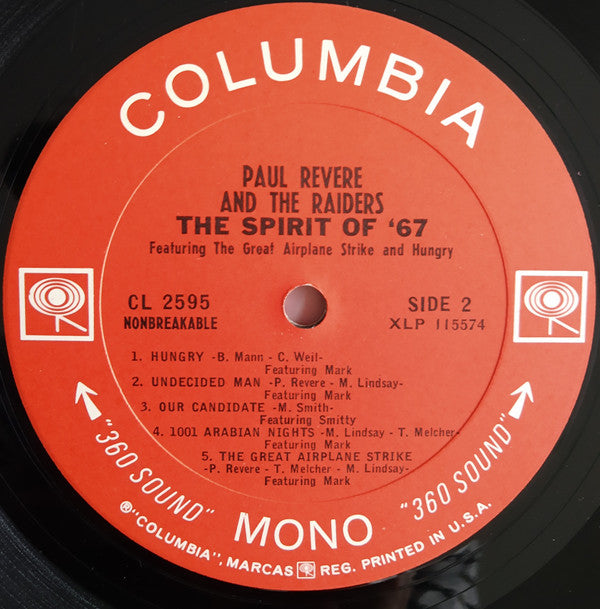 COLUMBIA
PAUL REVERE
AND THE RAIDERS
THE SPIRIT OF '67
Featuring The Great Airplane Strike and Hungry
CL 2595
NONBREAKABLE
SIDE 2
XLP 115574
1. HUNGRY -B. Mann - C. Weil-
Featuring Mark
2. UNDECIDED MAN -P. Revere - M. Lindsay-
Featuring Mark
3. OUR CANDIDATE -M. Smith-
Featuring Smitty
4. 1001 ARABIAN NIGHTS -M. Lindsay - T. Melcher-
Featuring Mark
5. THE GREAT AIRPLANE STRIKE
-P. Revere - T. Melcher - M. Lindsay-
Featuring Mark
"360 SOUND" MONO "360 SOUND"
®"COLUMBIA", MARCAS REG. PRINTED IN U.S.A.